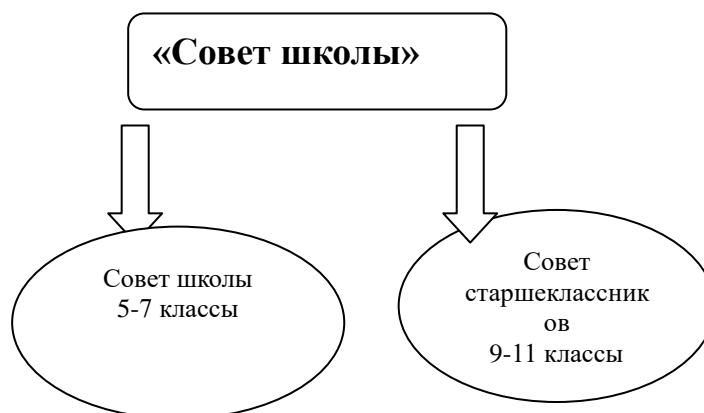 «Совет школы»
Совет школы
5-7 классы
Совет
старшеклассник
ов
9-11 классы